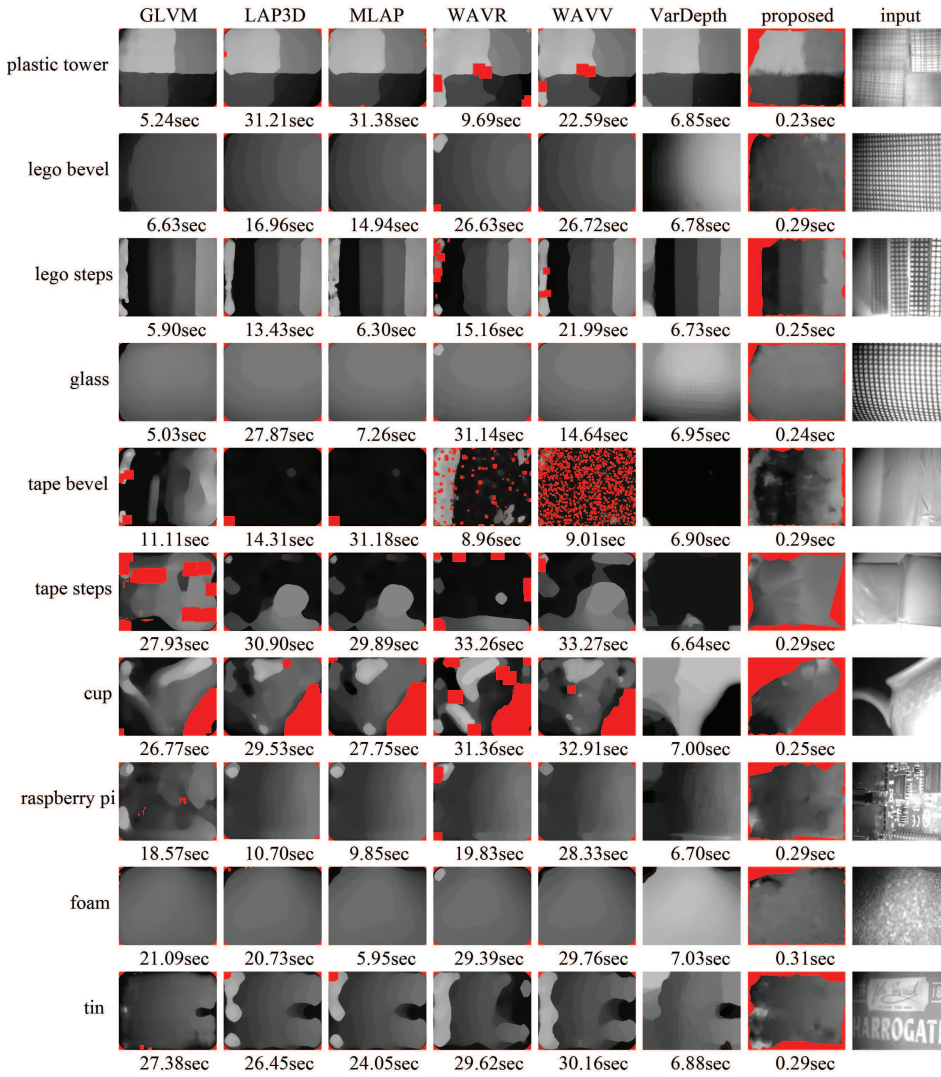 GLVM LAP3D MLAP WAVR WAVV VarDepth proposed input
plastic tower
5.24sec 31.21sec 31.38sec 9.69sec 22.59sec 6.85sec 0.23sec
lego bevel
6.63sec 16.96sec 14.94sec 26.63sec 26.72sec 6.78sec 0.29sec
lego steps
5.90sec 13.43sec 6.30sec 15.16sec 21.99sec 6.73sec 0.25sec
glass
5.03sec 27.87sec 7.26sec 31.14sec 14.64sec 6.95sec 0.24sec
tape bevel
11.11sec 14.31sec 31.18sec 8.96sec 9.01sec 6.90sec 0.29sec
tape steps
27.93sec 30.90sec 29.89sec 33.26sec 33.27sec 6.64sec 0.29sec
cup
26.77sec 29.53sec 27.75sec 31.36sec 32.91sec 7.00sec 0.25sec
raspberry pi
18.57sec 10.70sec 9.85sec 19.83sec 28.33sec 6.70sec 0.29sec
foam
21.09sec 20.73sec 5.95sec 29.39sec 29.76sec 7.03sec 0.31sec
tin
18
HARROGATE
27.38sec 26.45sec 24.05sec 29.62sec 30.16sec 6.88sec 0.29sec